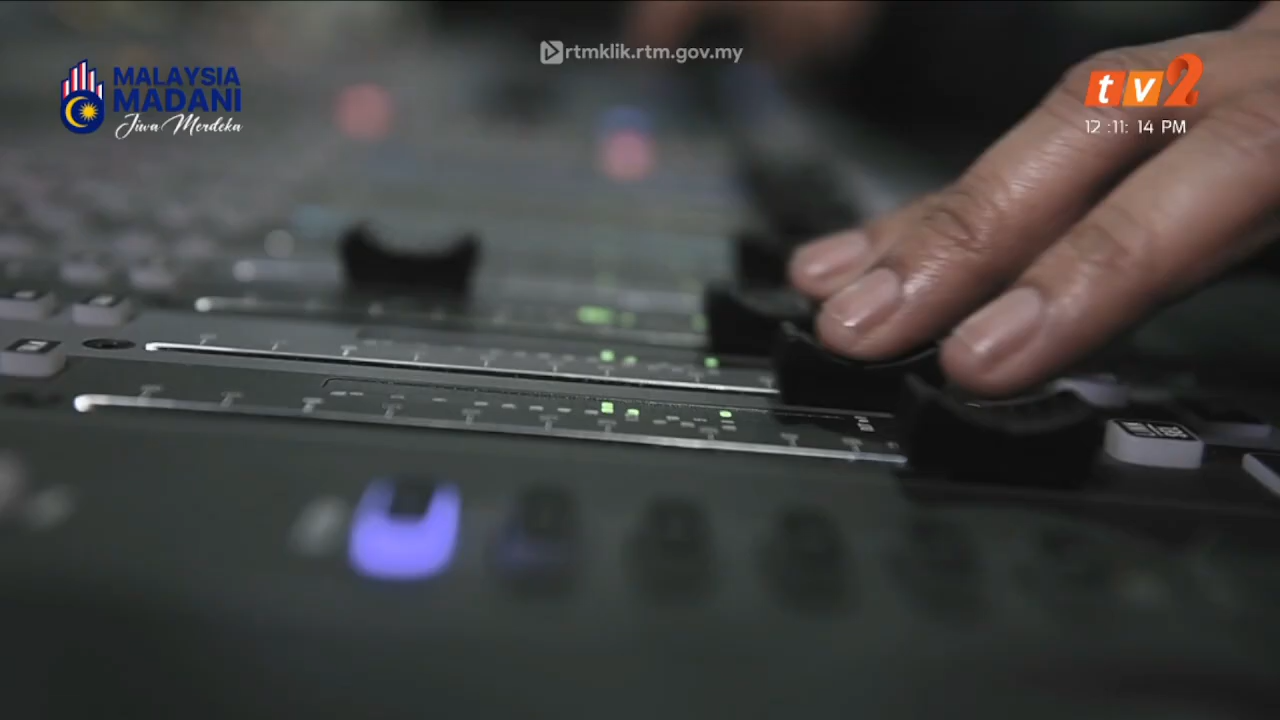 rtmklik.rtm.gov.my
MALAYSIA
MADANI
Jiwa Merdeka
tv2
12 :11: 14 PM